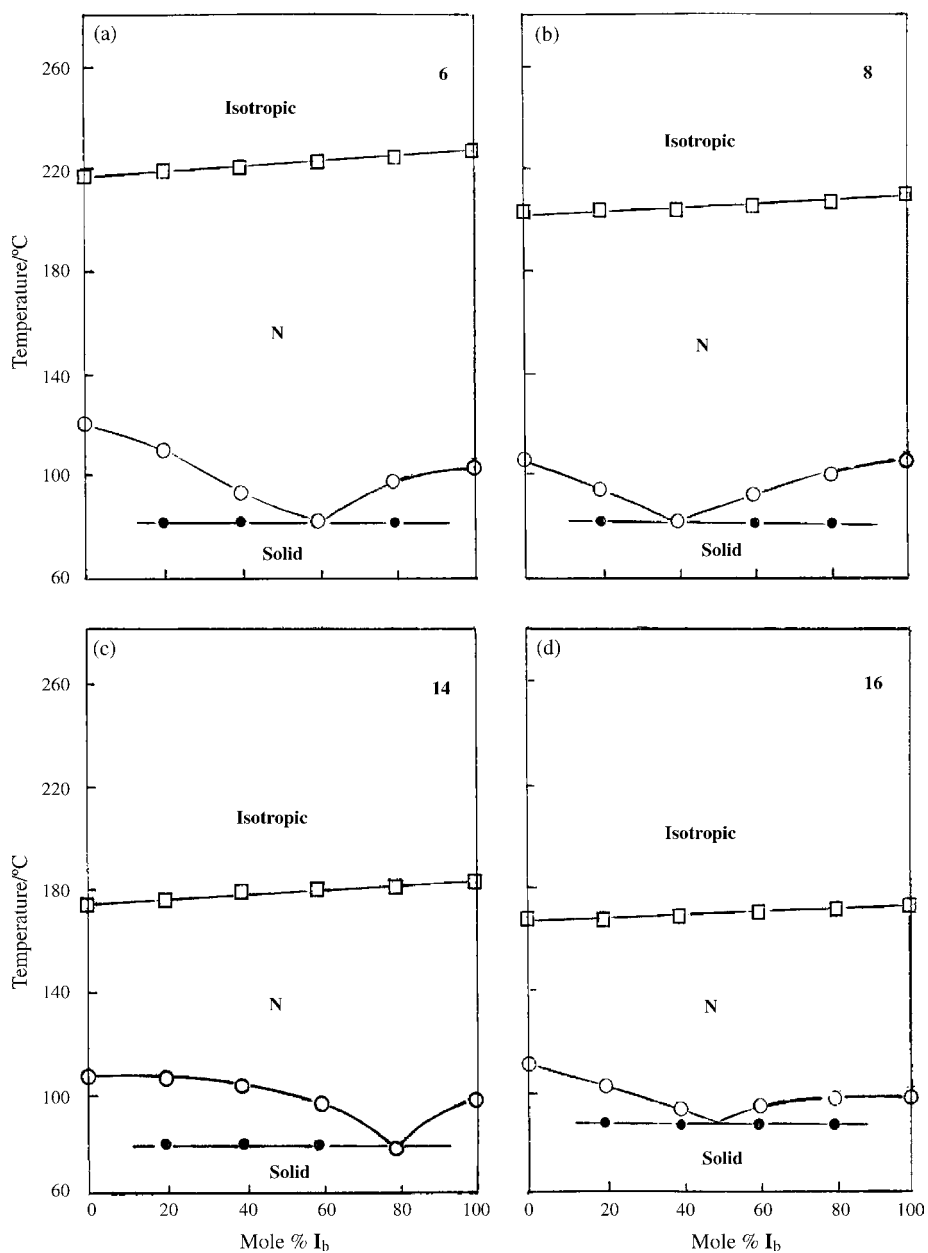 (a)
6
260
Isotropic
220
180
N
140
100
Solid
60
Temperature/ºC
(b)
8
Isotropic
N
Solid
(c)
14
260
220
Isotropic
180
140
N
100
Solid
60
0 20 40 60 80 100
Temperature/ºC
Mole % Ib
(d)
16
Isotropic
N
Solid
0 20 40 60 80 100
Mole % Ib